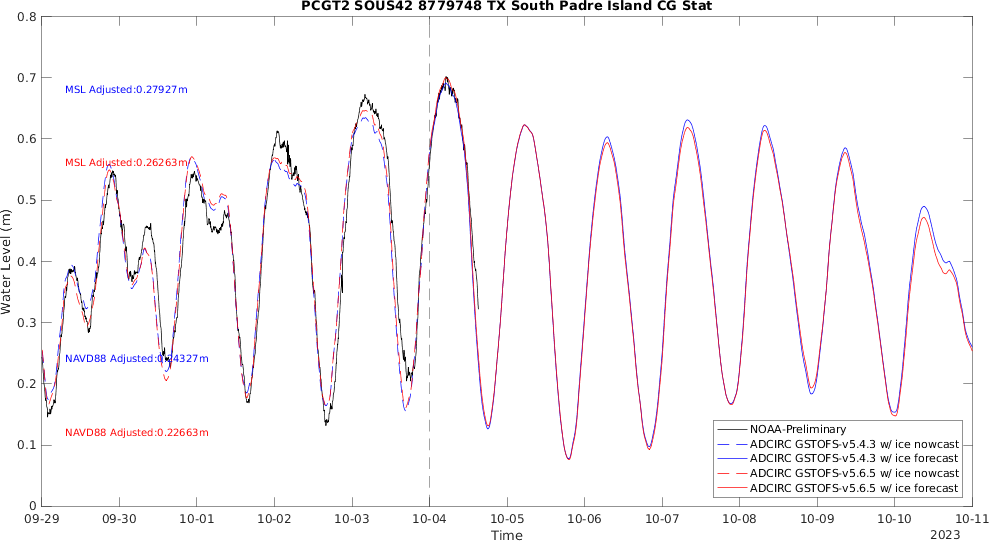 PCGT2 SOUS42 8779748 TX South Padre Island CG Stat
0.8
0.7
0.6
0.5
0.4
0.3
0.2
0.1
0
Water Level (m)
MSL Adjusted:0.27927m
MSL Adjusted:0.26263m
NAVD88 Adjusted:0.24327m
NAVD88 Adjusted:0.22663m
NOAA-Preliminary
ADCIRC GSTOFS-v5.4.3 w/ ice nowcast
ADCIRC GSTOFS-v5.4.3 w/ ice forecast
ADCIRC GSTOFS-v5.6.5 w/ ice nowcast
ADCIRC GSTOFS-v5.6.5 w/ ice forecast
09-29 09-30 10-01 10-02 10-03 10-04 10-05 10-06 10-07 10-08 10-09 10-10 10-11
Time
2023